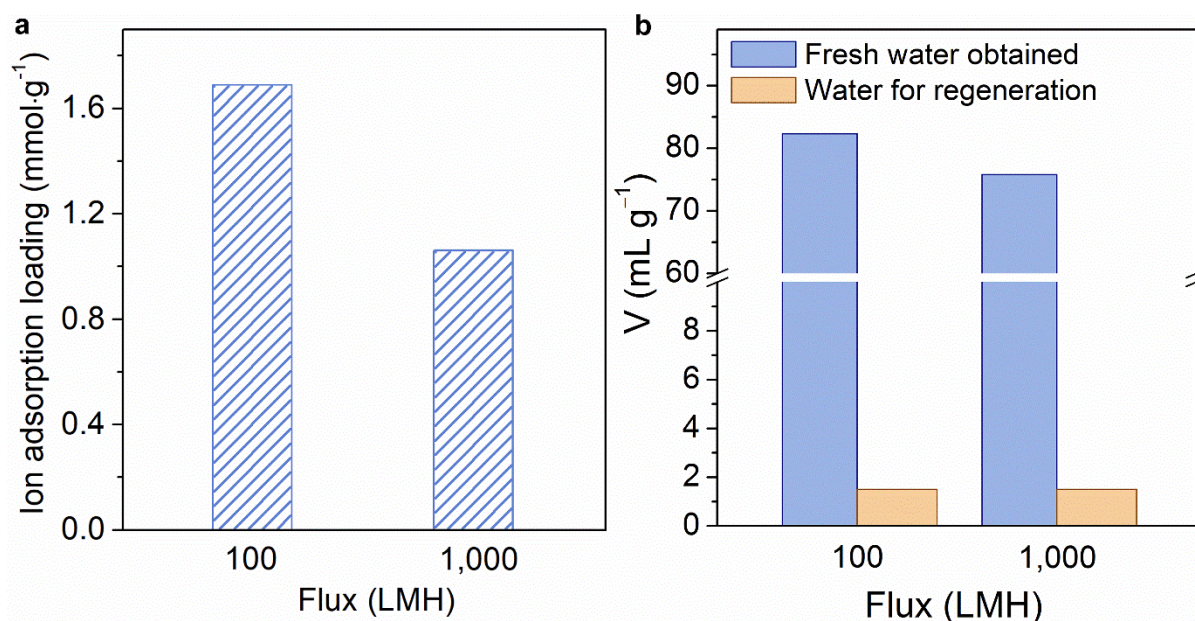 a
Ion adsorption loading (mmol·g⁻¹)
1.6
1.2
0.8
0.4
0.0
100
1,000
Flux (LMH)
b
Fresh water obtained
Water for regeneration
V (mL g⁻¹)
90
80
70
60
8
6
4
2
0
100
1,000
Flux (LMH)